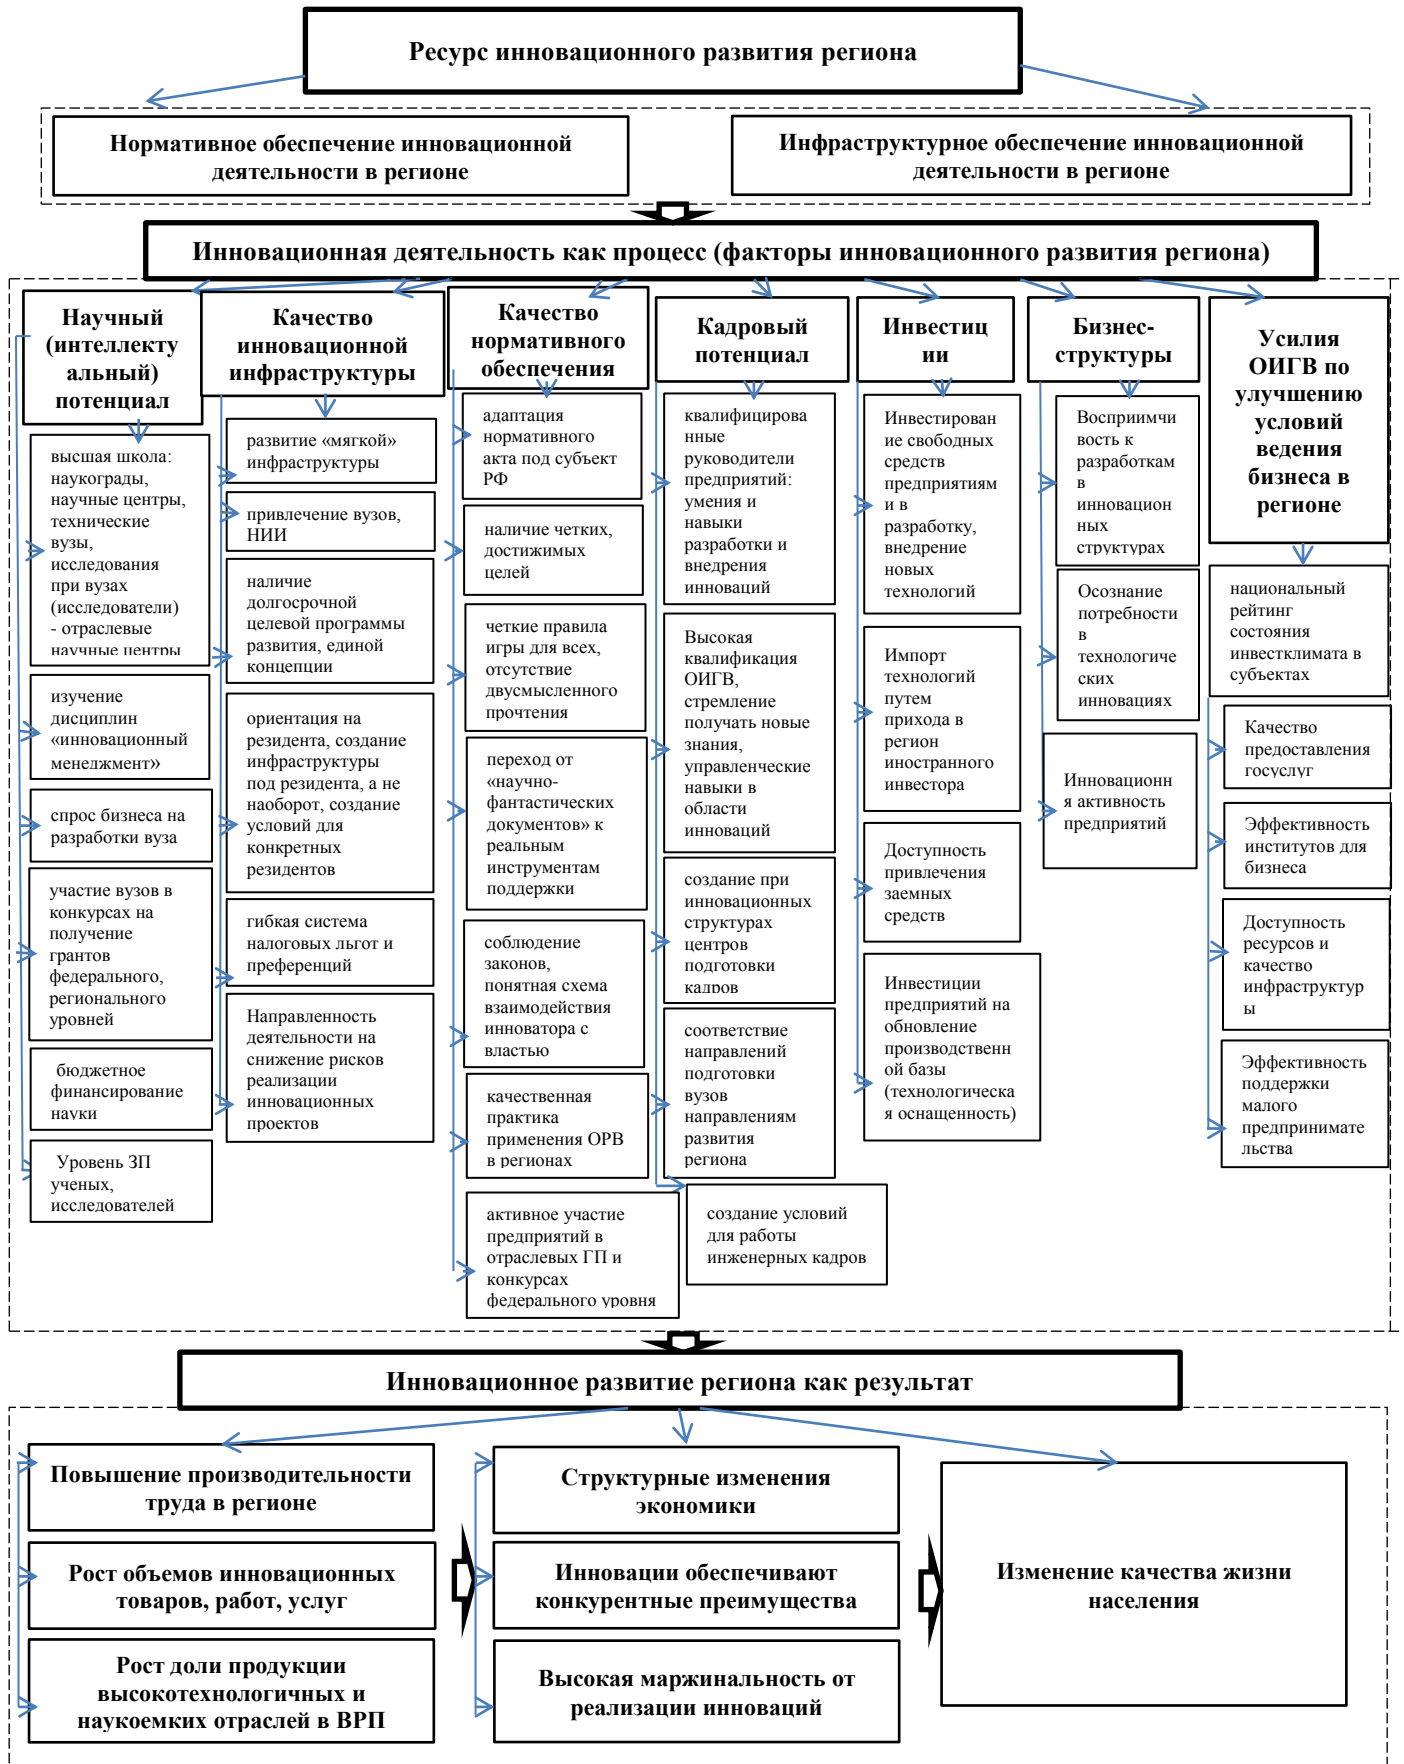 Ресурс инновационного развития региона
Нормативное обеспечение инновационной
деятельности в регионе
Инфраструктурное обеспечение инновационной
деятельности в регионе
Инновационная деятельность как процесс (факторы инновационного развития региона)
Научный
(интеллекту
альный)
потенциал
высшая школа:
наукограды,
научные центры,
технические
вузы,
исследования
при вузах
(исследователи)
- отраслевые
научные центры
изучение
дисциплин
«инновационный
менеджмент»
спрос бизнеса на
разработки вуза
участие вузов в
конкурсах на
получение
грантов
федерального,
регионального
уровней
бюджетное
финансирование
науки
Уровень ЗП
ученых,
исследователей
Качество
инновационной
инфраструктуры
развитие «мягкой»
инфраструктуры
привлечение вузов,
НИИ
наличие
долгосрочной
целевой программы
развития, единой
концепции
ориентация на
резидента, создание
инфраструктуры
под резидента, а не
наоборот, создание
условий для
конкретных
резидентов
гибкая система
налоговых льгот и
преференций
Направленность
деятельности на
снижение рисков
реализации
инновационных
проектов
Качество
нормативного
обеспечения
адаптация
нормативного
акта под субъект
РФ
наличие четких,
достижимых
целей
четкие правила
игры для всех,
отсутствие
двусмысленного
прочтения
переход от
«научно-
фантастических
документов» к
реальным
инструментам
поддержки
соблюдение
законов,
понятная схема
взаимодействия
инноватора с
властью
качественная
практика
применения ОРВ
в регионах
активное участие
предприятий в
отраслевых ГП и
конкурсах
федерального уровня
Кадровый
потенциал
квалифицирова
нные
руководители
предприятий:
умения и
навыки
разработки и
внедрения
инноваций
Высокая
квалификация
ОИГВ,
стремление
получать новые
знания,
управленческие
навыки в
области
инноваций
создание при
инновационных
структурах
центров
подготовки
кадров
соответствие
направлений
подготовки
вузов
направлениям
развития
региона
создание условий
для работы
инженерных кадров
Инвестиц
ии
Инвестирован
ие свободных
средств
предприятиям
и в
разработку,
внедрение
новых
технологий
Импорт
технологий
путем
прихода в
регион
иностранного
инвестора
Доступность
привлечения
заемных
средств
Инвестиции
предприятий на
обновление
производственн
ой базы
(технологическа
я оснащенность)
Бизнес-
структуры
Восприимчи
вость к
разработкам
в
инновацион
ных
структурах
Осознание
потребности
в
технологиче
ских
инновациях
Инновационн
я активность
предприятий
Усилия
ОИГВ по
улучшению
условий
ведения
бизнеса в
регионе
национальный
рейтинг
состояния
инвестклимата в
субъектах
Качество
предоставления
госуслуг
Эффективность
институтов для
бизнеса
Доступность
ресурсов и
качество
инфраструктур
ы
Эффективность
поддержки
малого
предпринимате
льства
Инновационное развитие региона как результат
Повышение производительности
труда в регионе
Рост объемов инновационных
товаров, работ, услуг
Рост доли продукции
высокотехнологичных и
наукоемких отраслей в ВРП
Структурные изменения
экономики
Инновации обеспечивают
конкурентные преимущества
Высокая маржинальность от
реализации инноваций
Изменение качества жизни
населения